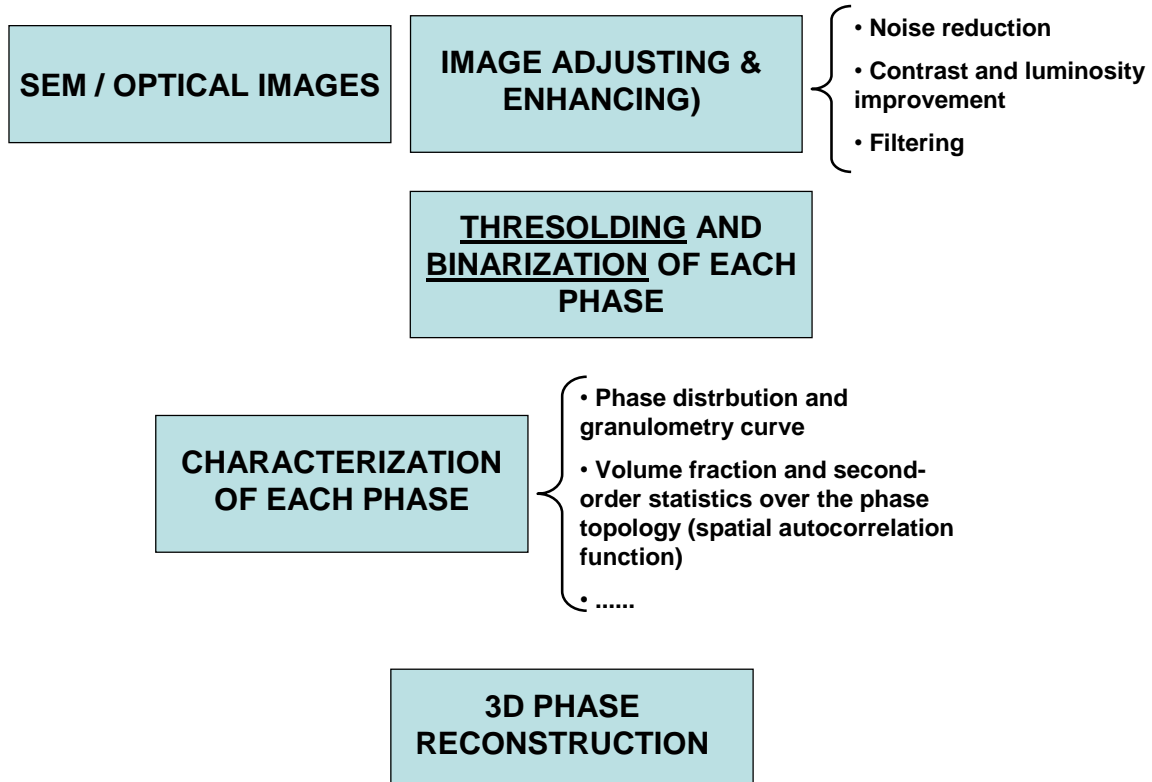 SEM / OPTICAL IMAGES
IMAGE ADJUSTING &
ENHANCING)
• Noise reduction
• Contrast and luminosity
improvement
• Filtering
THRESOLDING AND
BINARIZATION OF EACH
PHASE
CHARACTERIZATION
OF EACH PHASE
• Phase distrbution and
granulometry curve
• Volume fraction and second-
order statistics over the phase
topology (spatial autocorrelation
function)
• ......
3D PHASE
RECONSTRUCTION